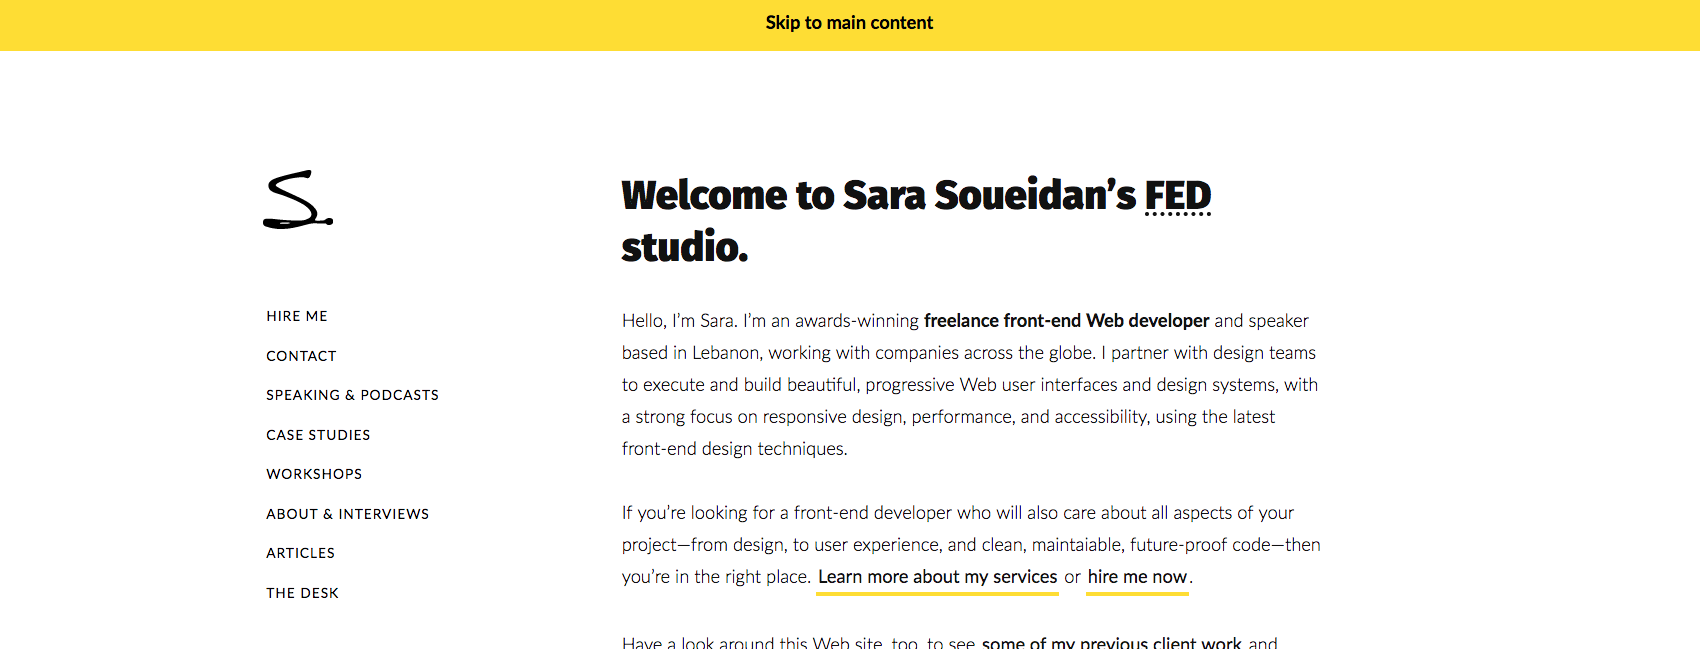 Skip to main content
S.
HIRE ME
CONTACT
SPEAKING & PODCASTS
CASE STUDIES
WORKSHOPS
ABOUT & INTERVIEWS
ARTICLES
THE DESK
Welcome to Sara Soueidan’s FED
studio.
Hello, I’m Sara. I’m an awards-winning freelance front-end Web developer and speaker
based in Lebanon, working with companies across the globe. I partner with design teams
to execute and build beautiful, progressive Web user interfaces and design systems, with
a strong focus on responsive design, performance, and accessibility, using the latest
front-end design techniques.
If you’re looking for a front-end developer who will also care about all aspects of your
project—from design, to user experience, and clean, maintaiable, future-proof code—then
you’re in the right place. Learn more about my services or hire me now.
Have a look around this Web site, too, to see some of my previous client work and